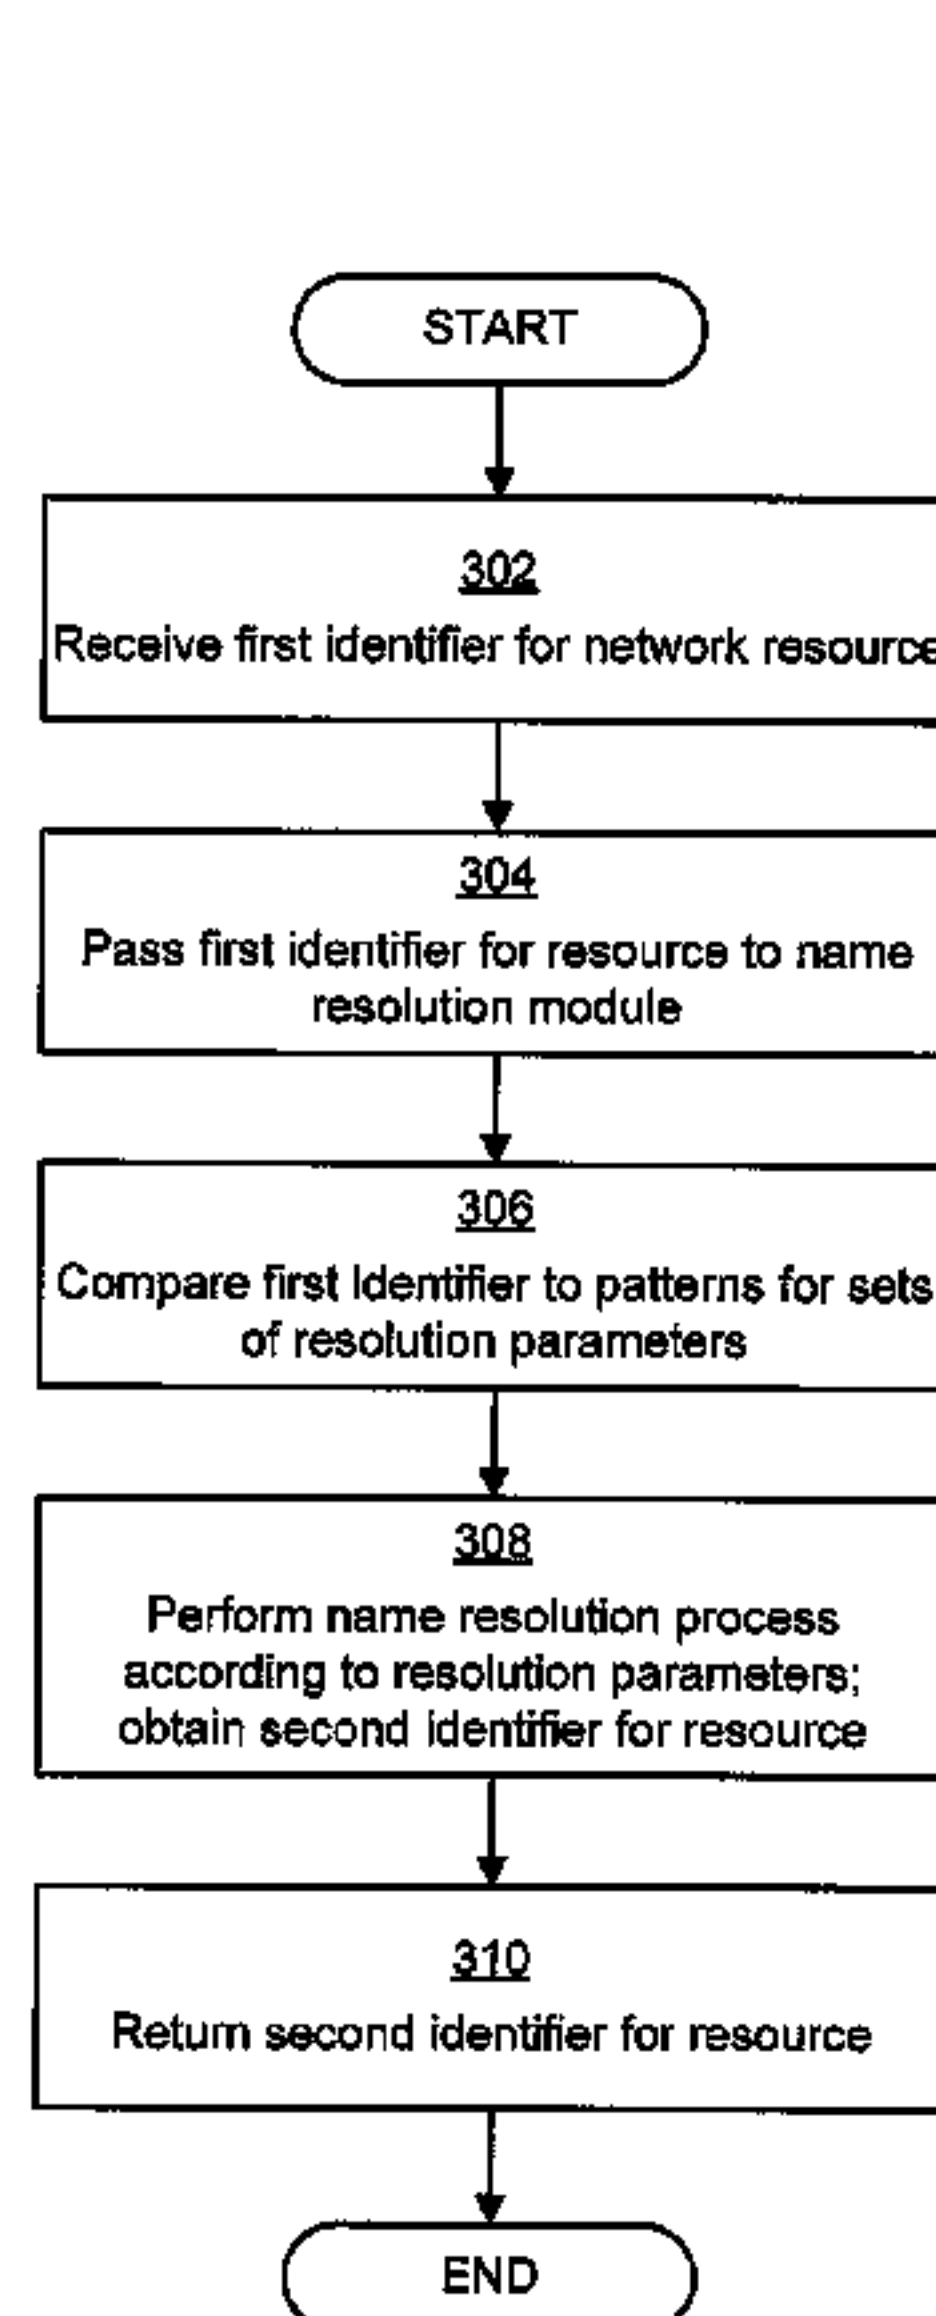 START
302
Receive first identifier for network resource
304
Pass first identifier for resource to name
resolution module
306
Compare first identifier to patterns for sets
of resolution parameters
308
Perform name resolution process
according to resolution parameters;
obtain second identifier for resource
310
Return second identifier for resource
END